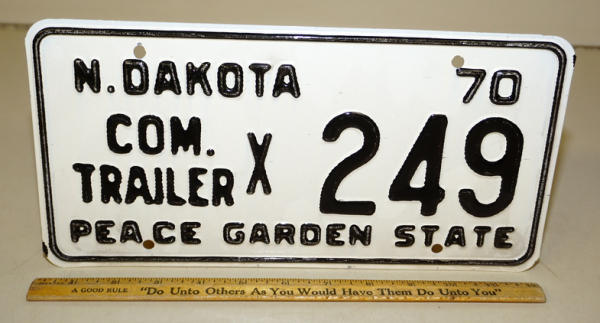 N. DAKOTA 70
COM.
TRAILER X 249
PEACE GARDEN STATE
A GOOD RULE "Do Unto Others As You Would Have Them Do Unto You"